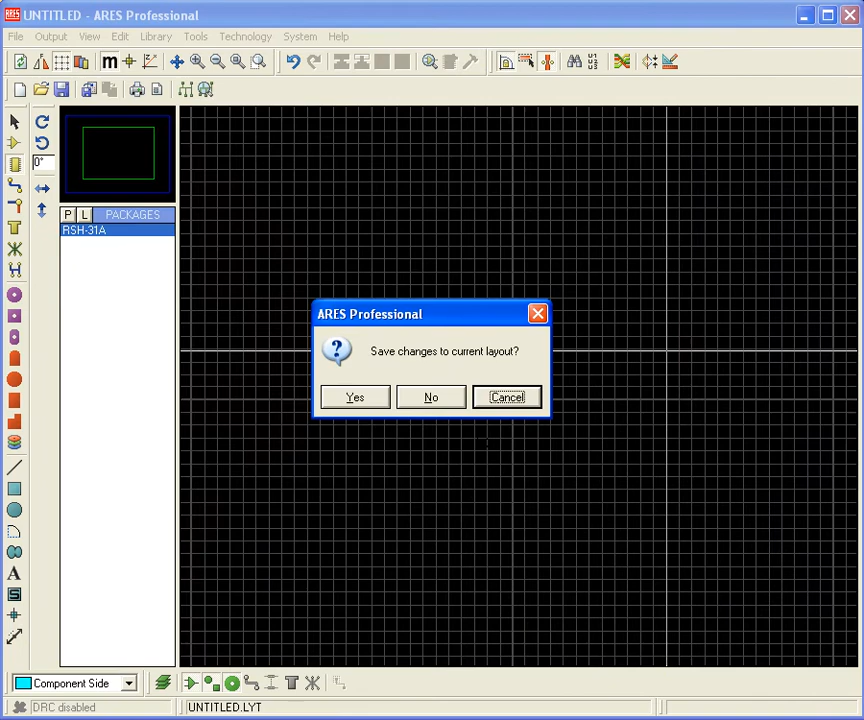 ARES
UNTITLED - ARES Professional
File Output View Edit Library Tools Technology System Help
m
0°
P L PACKAGES
RSH-31A
ARES Professional
Save changes to current layout?
Yes No Cancel
A
S
Component Side
DRC disabled
UNTITLED.LYT